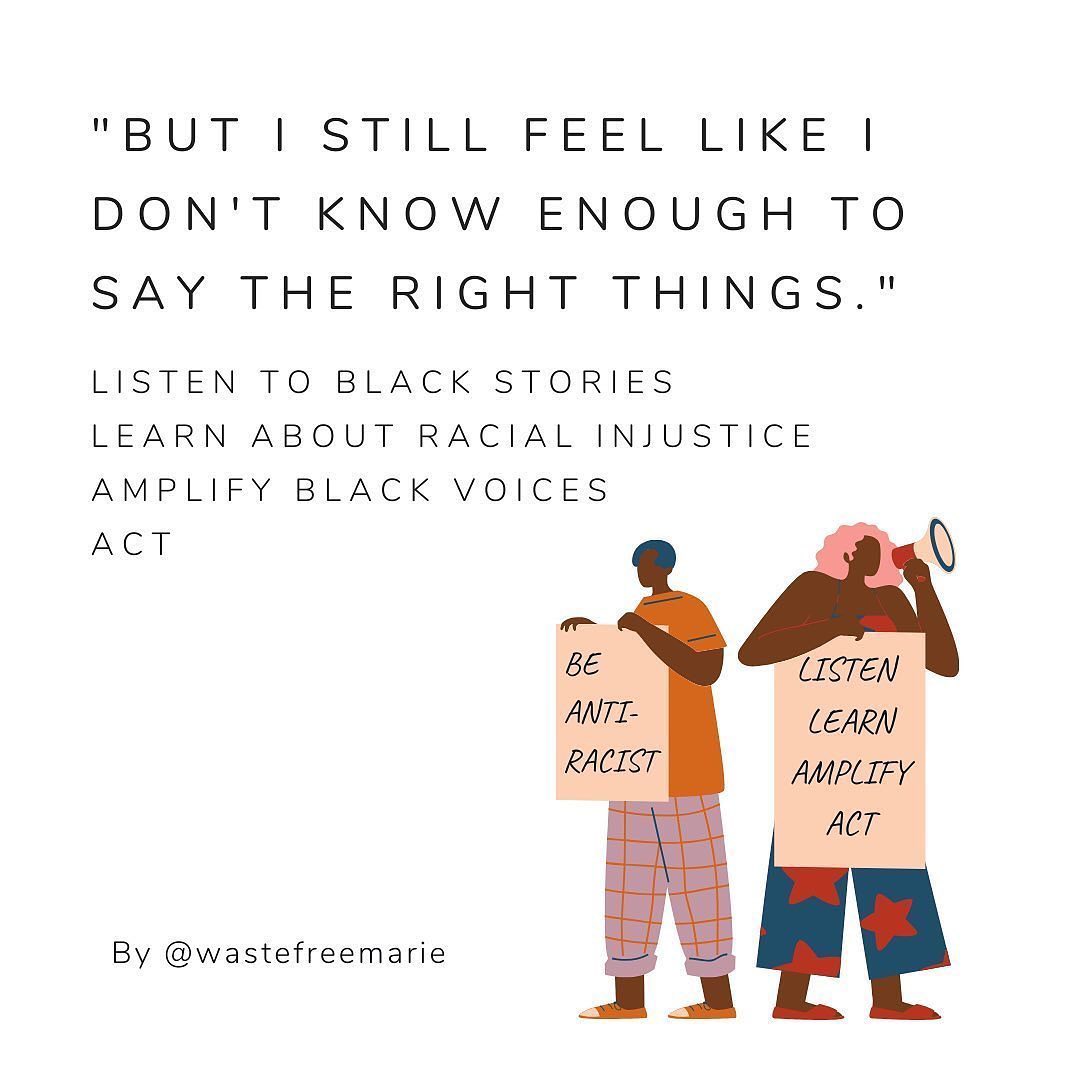 "BUT I STILL FEEL LIKE I
DON'T KNOW ENOUGH TO
SAY THE RIGHT THINGS."
LISTEN TO BLACK STORIES
LEARN ABOUT RACIAL INJUSTICE
AMPLIFY BLACK VOICES
ACT
BE
ANTI-
RACIST
LISTEN
LEARN
AMPLIFY
ACT
By @wastefreemarie